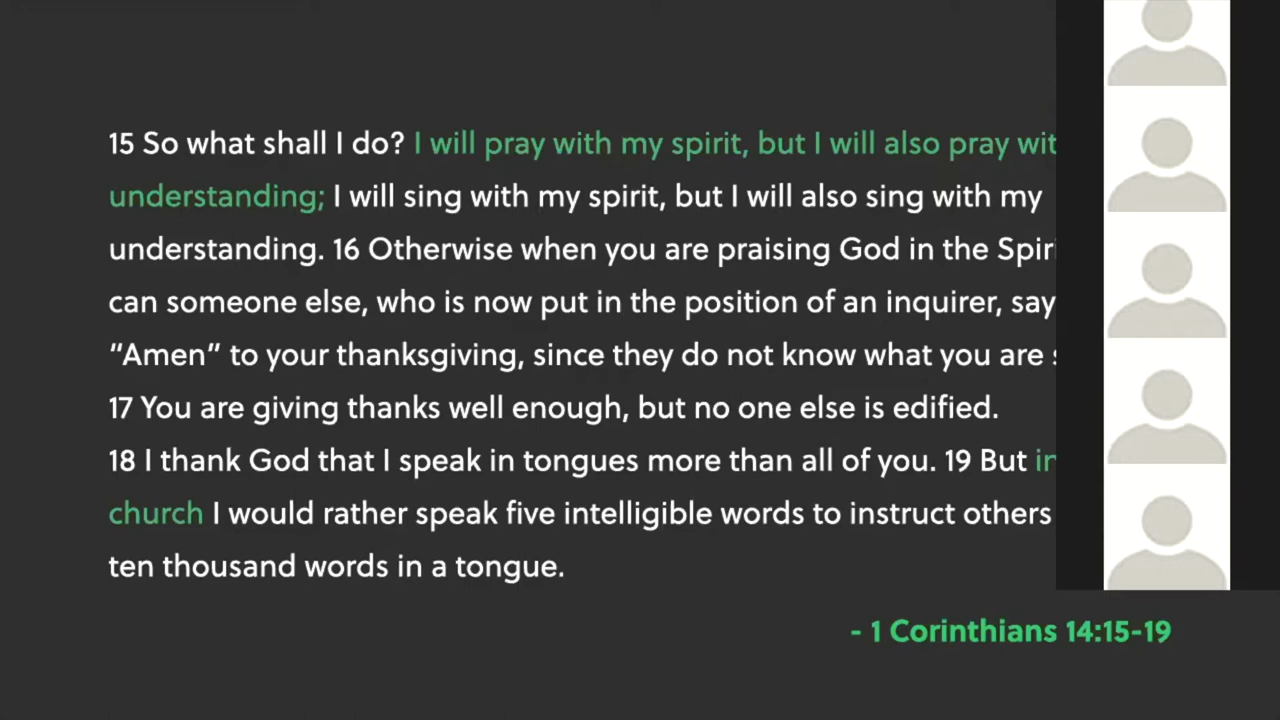 15 So what shall I do? I will pray with my spirit, but I will also pray
understanding; I will sing with my spirit, but I will also sing with my
understanding. 16 Otherwise when you are praising God in the
can someone else, who is now put in the position of an inquirer, say
“Amen” to your thanksgiving, since they do not know what you are
17 You are giving thanks well enough, but no one else is edified.
18 I thank God that I speak in tongues more than all of you. 19 But
church I would rather speak five intelligible words to instruct others
ten thousand words in a tongue.
- 1 Corinthians 14:15-19